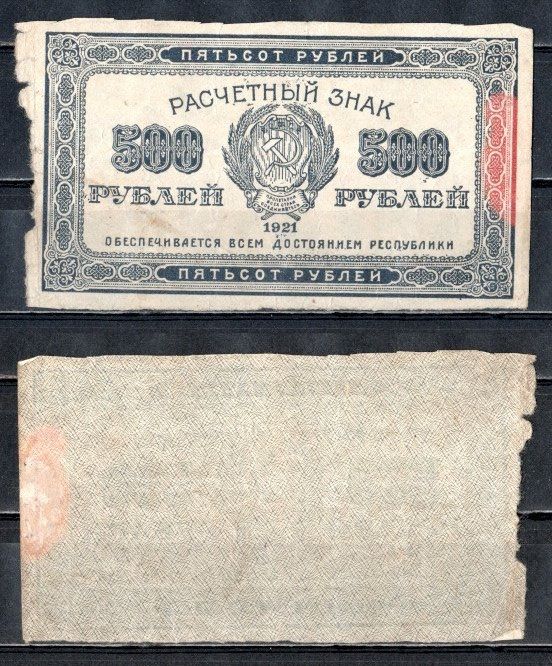 ПЯТЬСОТ РУБЛЕЙ
РАСЧЕТНЫЙ ЗНАК
500 500
РУБЛЕЙ РУБЛЕЙ
1921
ОБЕСПЕЧИВАЕТСЯ ВСЕМ ДОСТОЯНИЕМ РЕСПУБЛИКИ
ПЯТЬСОТ РУБЛЕЙ